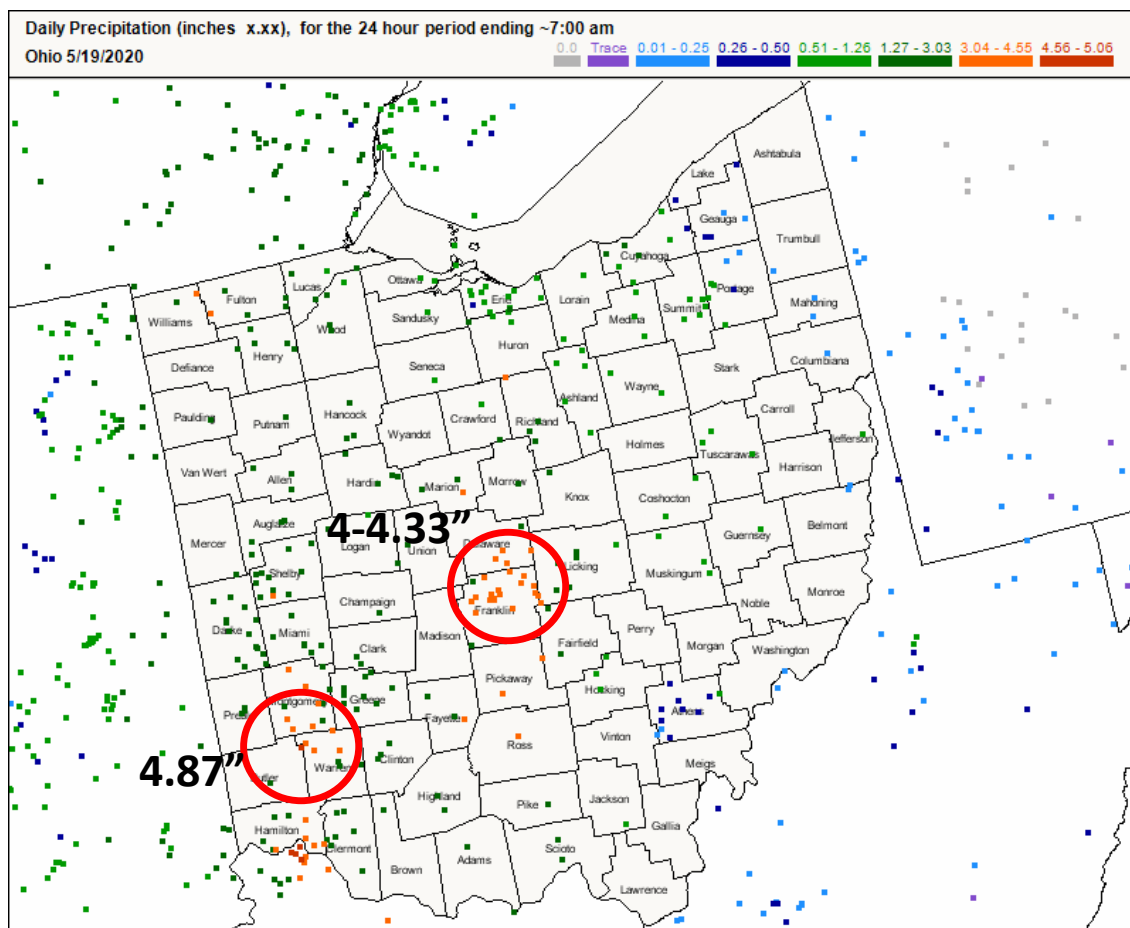 Daily Precipitation (inches x.xx), for the 24 hour period ending ~7:00 am
Ohio 5/19/2020
0.0 Trace 0.01 - 0.25 0.26 - 0.50 0.51 - 1.26 1.27 - 3.03 3.04 - 4.55 4.56 - 5.06
Ashtabula
Lake
Geauga
Trumbull
Cuyahoga
Ottawa
Lucas
Fulton
Williams
Erie
Lorain
Portage
Summit
Mahoning
Sandusky
Wood
Medina
Huron
Henry
Defiance
Seneca
Stark
Columbiana
Wayne
Ashland
Paulding
Putnam
Hancock
Crawford
Richland
Carroll
Wyandot
Holmes
Jefferson
Tuscarawas
Harrison
Van Wert
Allen
Hardin
Marion
Morrow
Knox
Coshocton
Auglaize
4-4.33”
Belmont
Mercer
Logan
Union
Delaware
Guernsey
Shelby
Licking
Muskingum
Champaign
Franklin
Noble
Monroe
Darke
Miami
Madison
Perry
Clark
Fairfield
Morgan
Washington
Pickaway
Hocking
Preble
Montgomery
Greene
Fayette
Athens
Ross
Vinton
4.87”
Butler
Warren
Clinton
Meigs
Highland
Pike
Jackson
Hamilton
Gallia
Clermont
Scioto
Adams
Brown
Lawrence